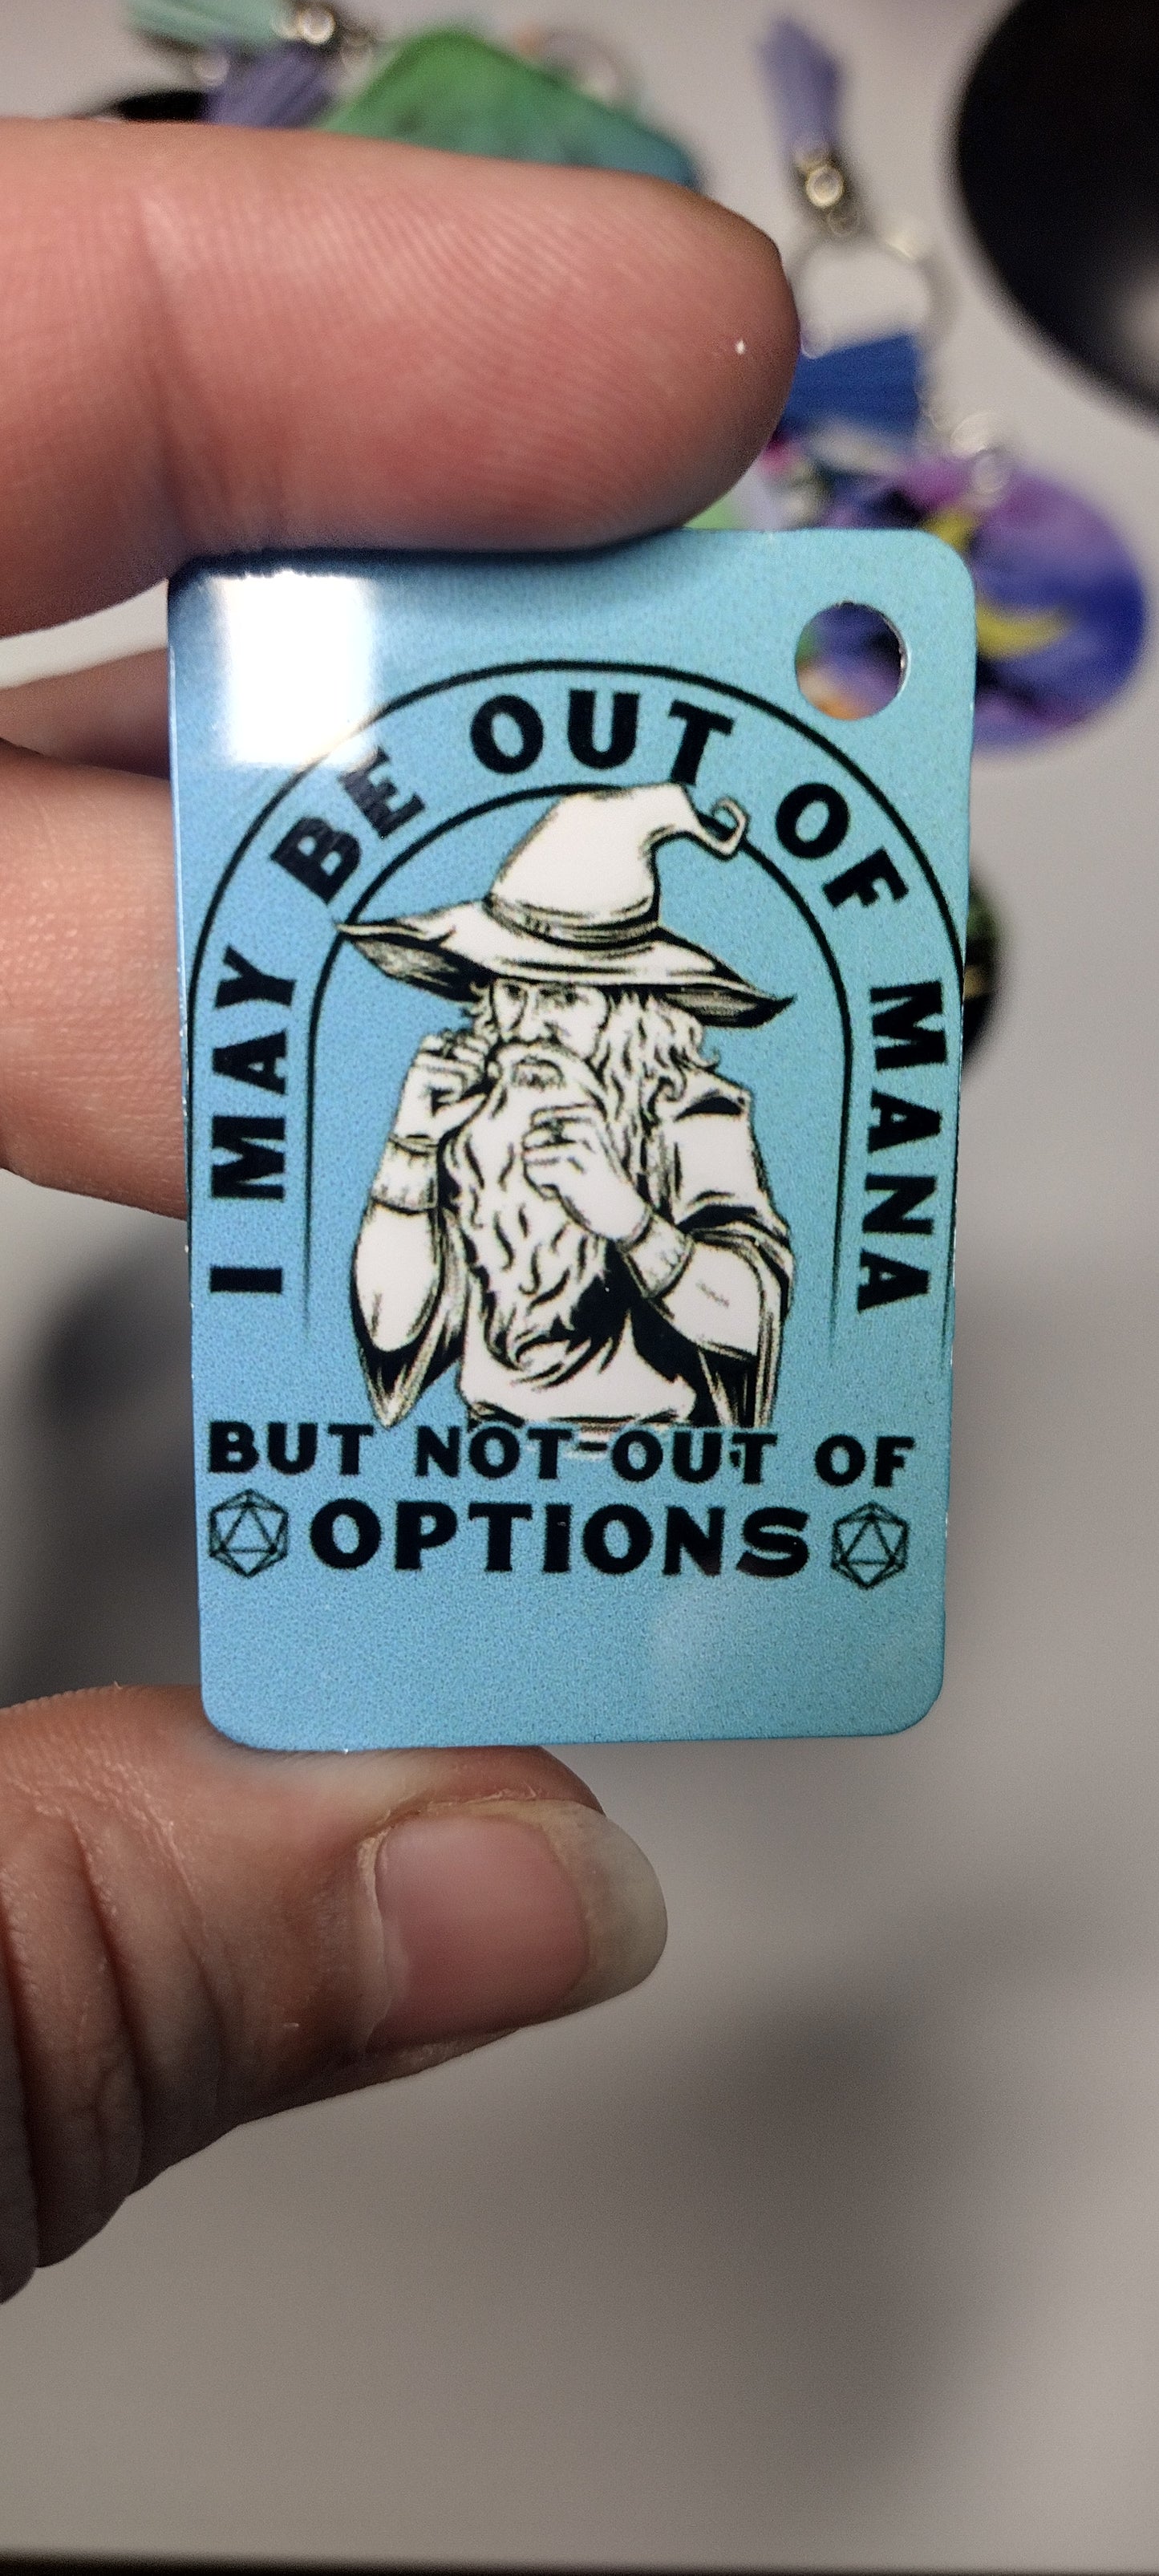 I MAY BE OUT OF MANA
BUT NOT OUT OF
OPTIONS